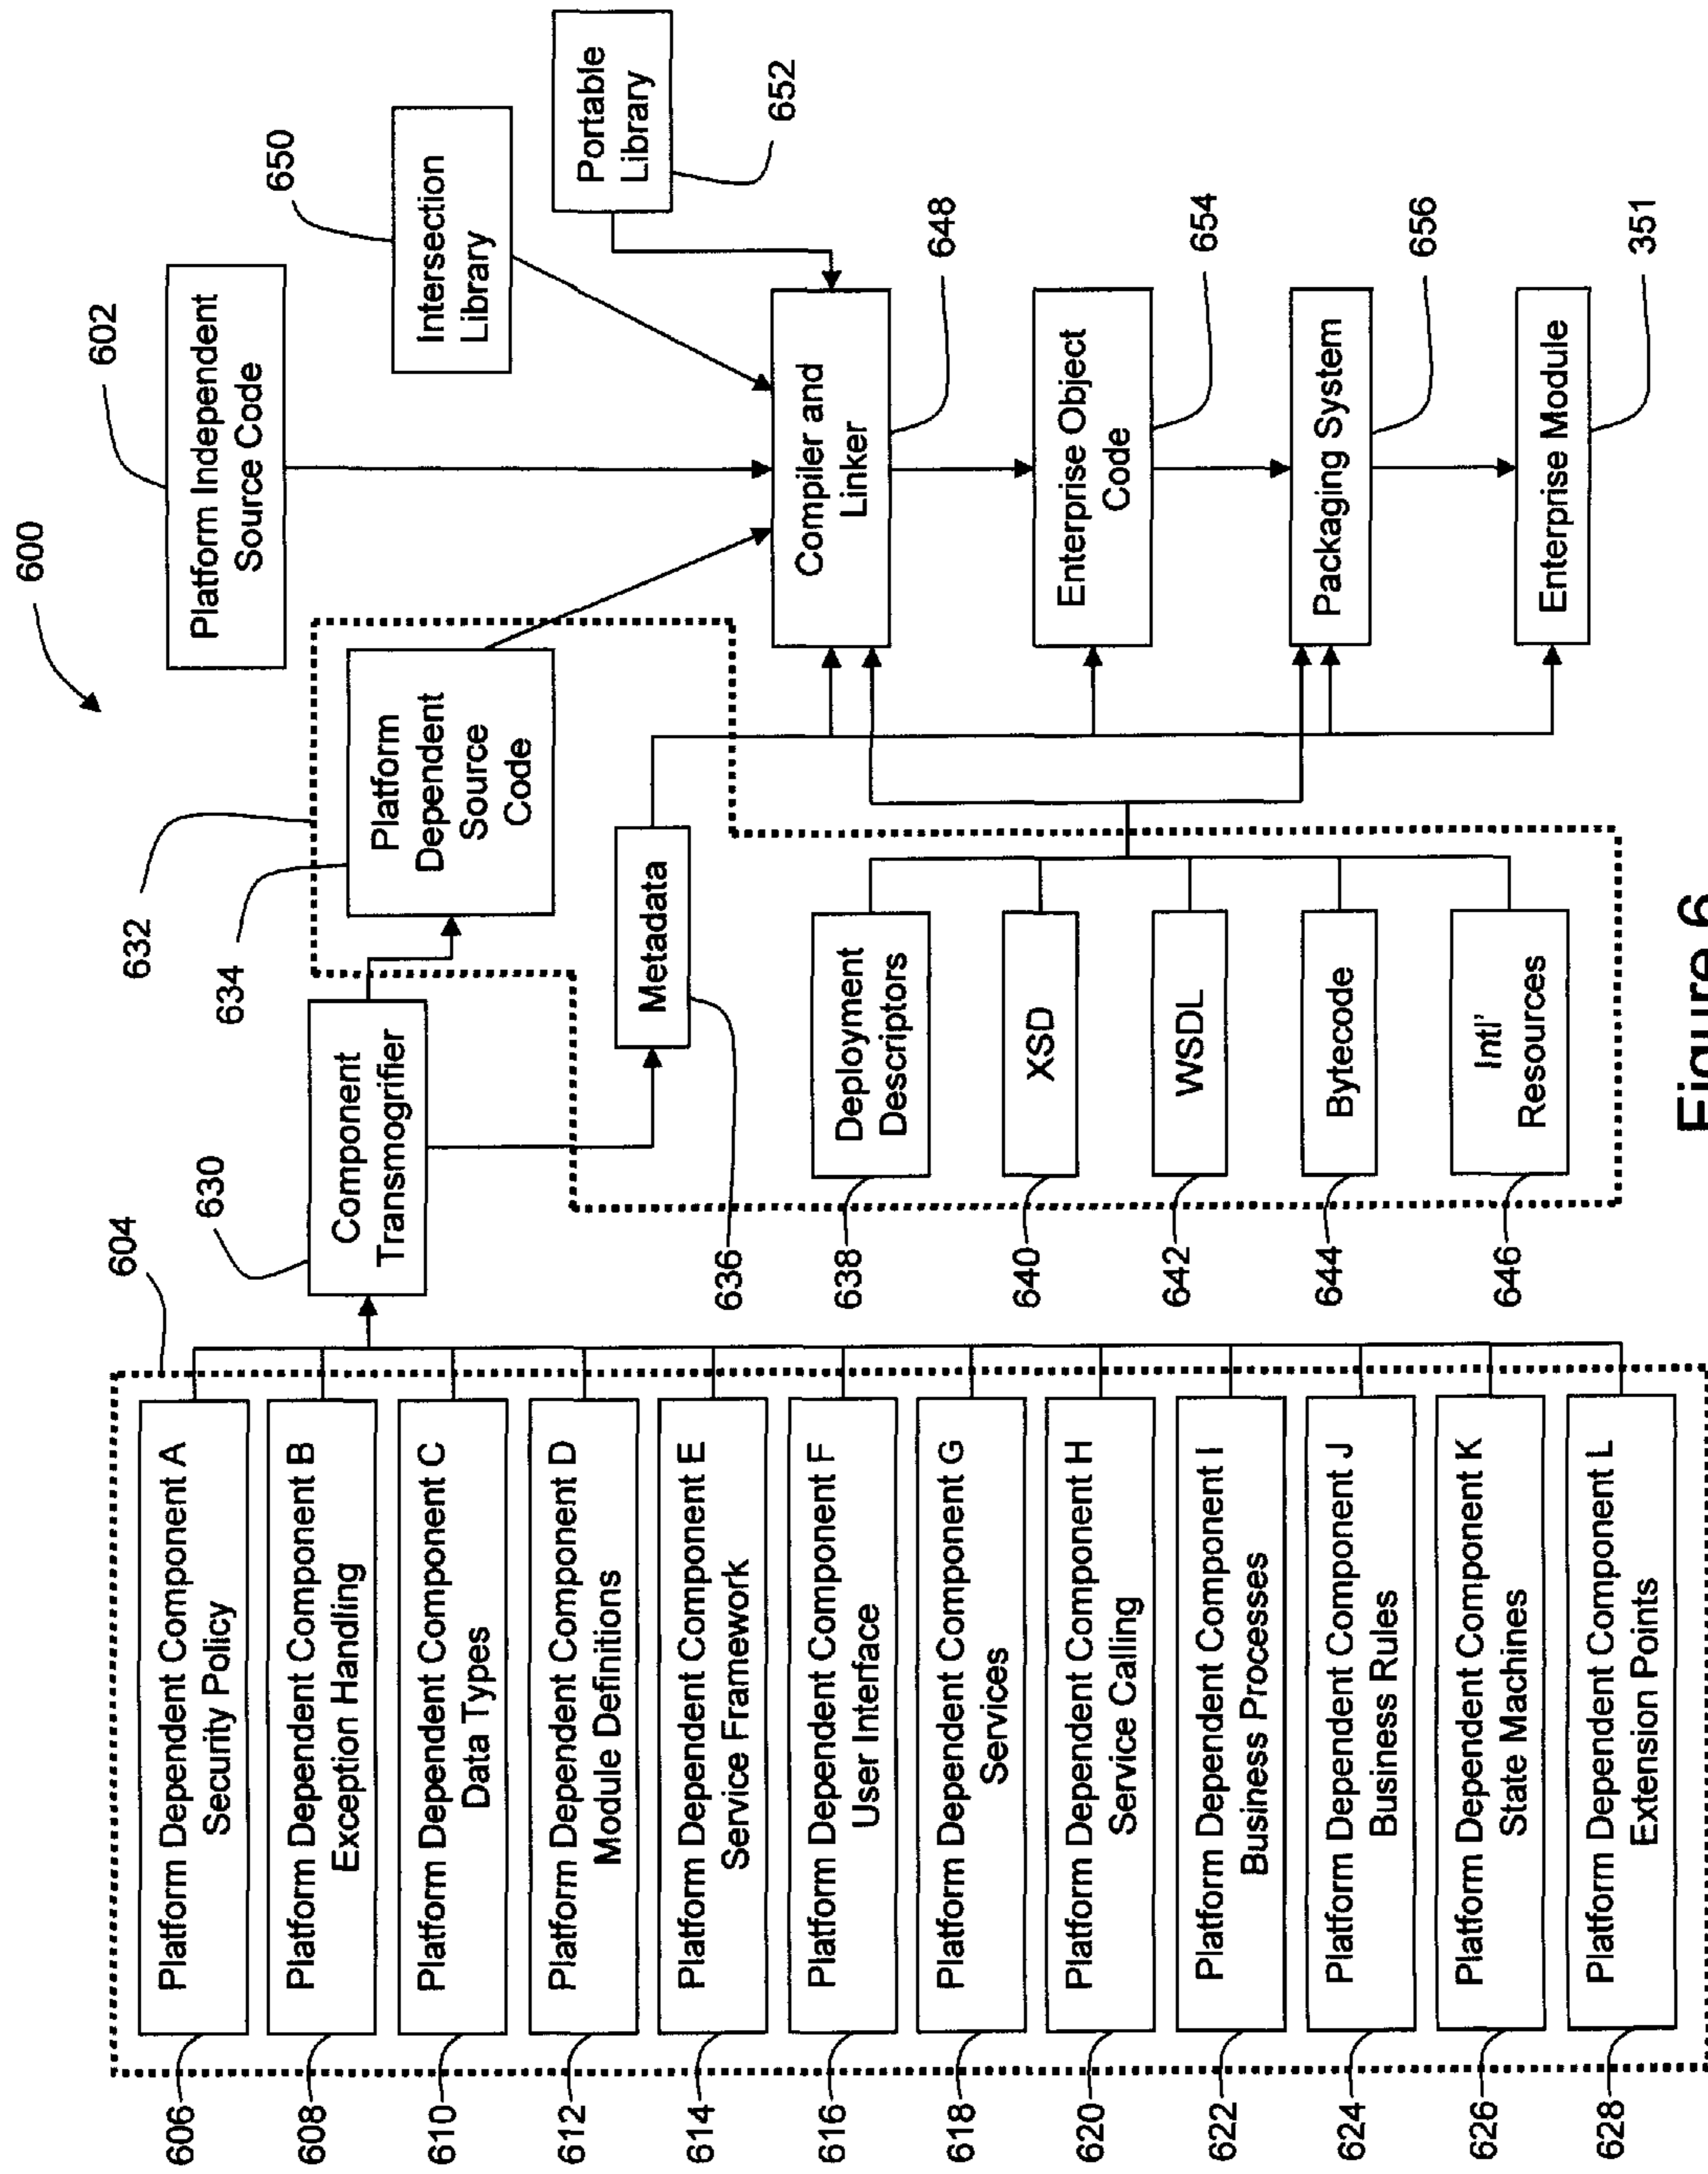 600
604
606
Platform Dependent Component A
Security Policy
608
Platform Dependent Component B
Exception Handling
610
Platform Dependent Component C
Data Types
612
Platform Dependent Component D
Module Definitions
614
Platform Dependent Component E
Service Framework
616
Platform Dependent Component F
User Interface
618
Platform Dependent Component G
Services
620
Platform Dependent Component H
Service Calling
622
Platform Dependent Component I
Business Processes
624
Platform Dependent Component J
Business Rules
626
Platform Dependent Component K
State Machines
628
Platform Dependent Component L
Extension Points
630
Component
Transmogrifier
632
634
Platform
Dependent
Source
Code
636
Metadata
638
Deployment
Descriptors
640
XSD
642
WSDL
644
Bytecode
646
Intl'
Resources
602
Platform Independent
Source Code
650
Intersection
Library
Portable
Library
652
Compiler and
Linker
648
Enterprise Object
Code
654
Packaging System
656
Enterprise Module
351
Figure 6